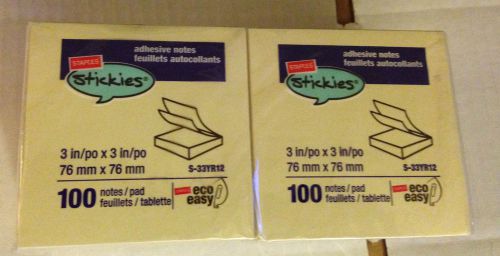 adhesive notes
feuillets autocollants
STAPLES
stickies®
3 in/po x 3 in/po
76 mm x 76 mm
S-33YR12
100 notes/pad
feuillets/tablette
STAPLES
eco
easy
adhesive notes
feuillets autocollants
STAPLES
stickies®
3 in/po x 3 in/po
76 mm x 76 mm
S-33YR12
100 notes/pad
feuillets/tablette
STAPLES
eco
easy